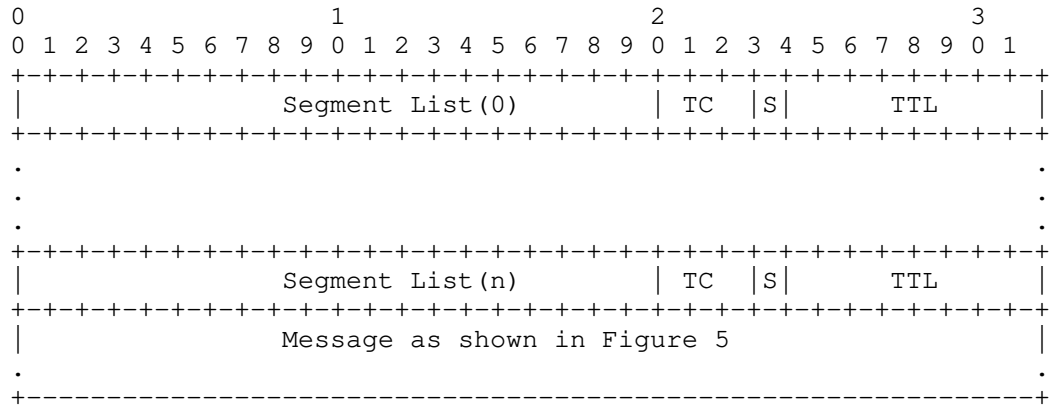 0                   1                   2                   3
0 1 2 3 4 5 6 7 8 9 0 1 2 3 4 5 6 7 8 9 0 1 2 3 4 5 6 7 8 9 0 1
+-+-+-+-+-+-+-+-+-+-+-+-+-+-+-+-+-+-+-+-+-+-+-+-+-+-+-+-+-+-+-+-+
|                Segment List(0)        | TC  |S|      TTL      |
+-+-+-+-+-+-+-+-+-+-+-+-+-+-+-+-+-+-+-+-+-+-+-+-+-+-+-+-+-+-+-+-+
.                                                               .
.                                                               .
.                                                               .
+-+-+-+-+-+-+-+-+-+-+-+-+-+-+-+-+-+-+-+-+-+-+-+-+-+-+-+-+-+-+-+-+
|                Segment List(n)        | TC  |S|      TTL      |
+-+-+-+-+-+-+-+-+-+-+-+-+-+-+-+-+-+-+-+-+-+-+-+-+-+-+-+-+-+-+-+-+
|                Message as shown in Figure 5                   |
.                                                               .
+---------------------------------------------------------------+